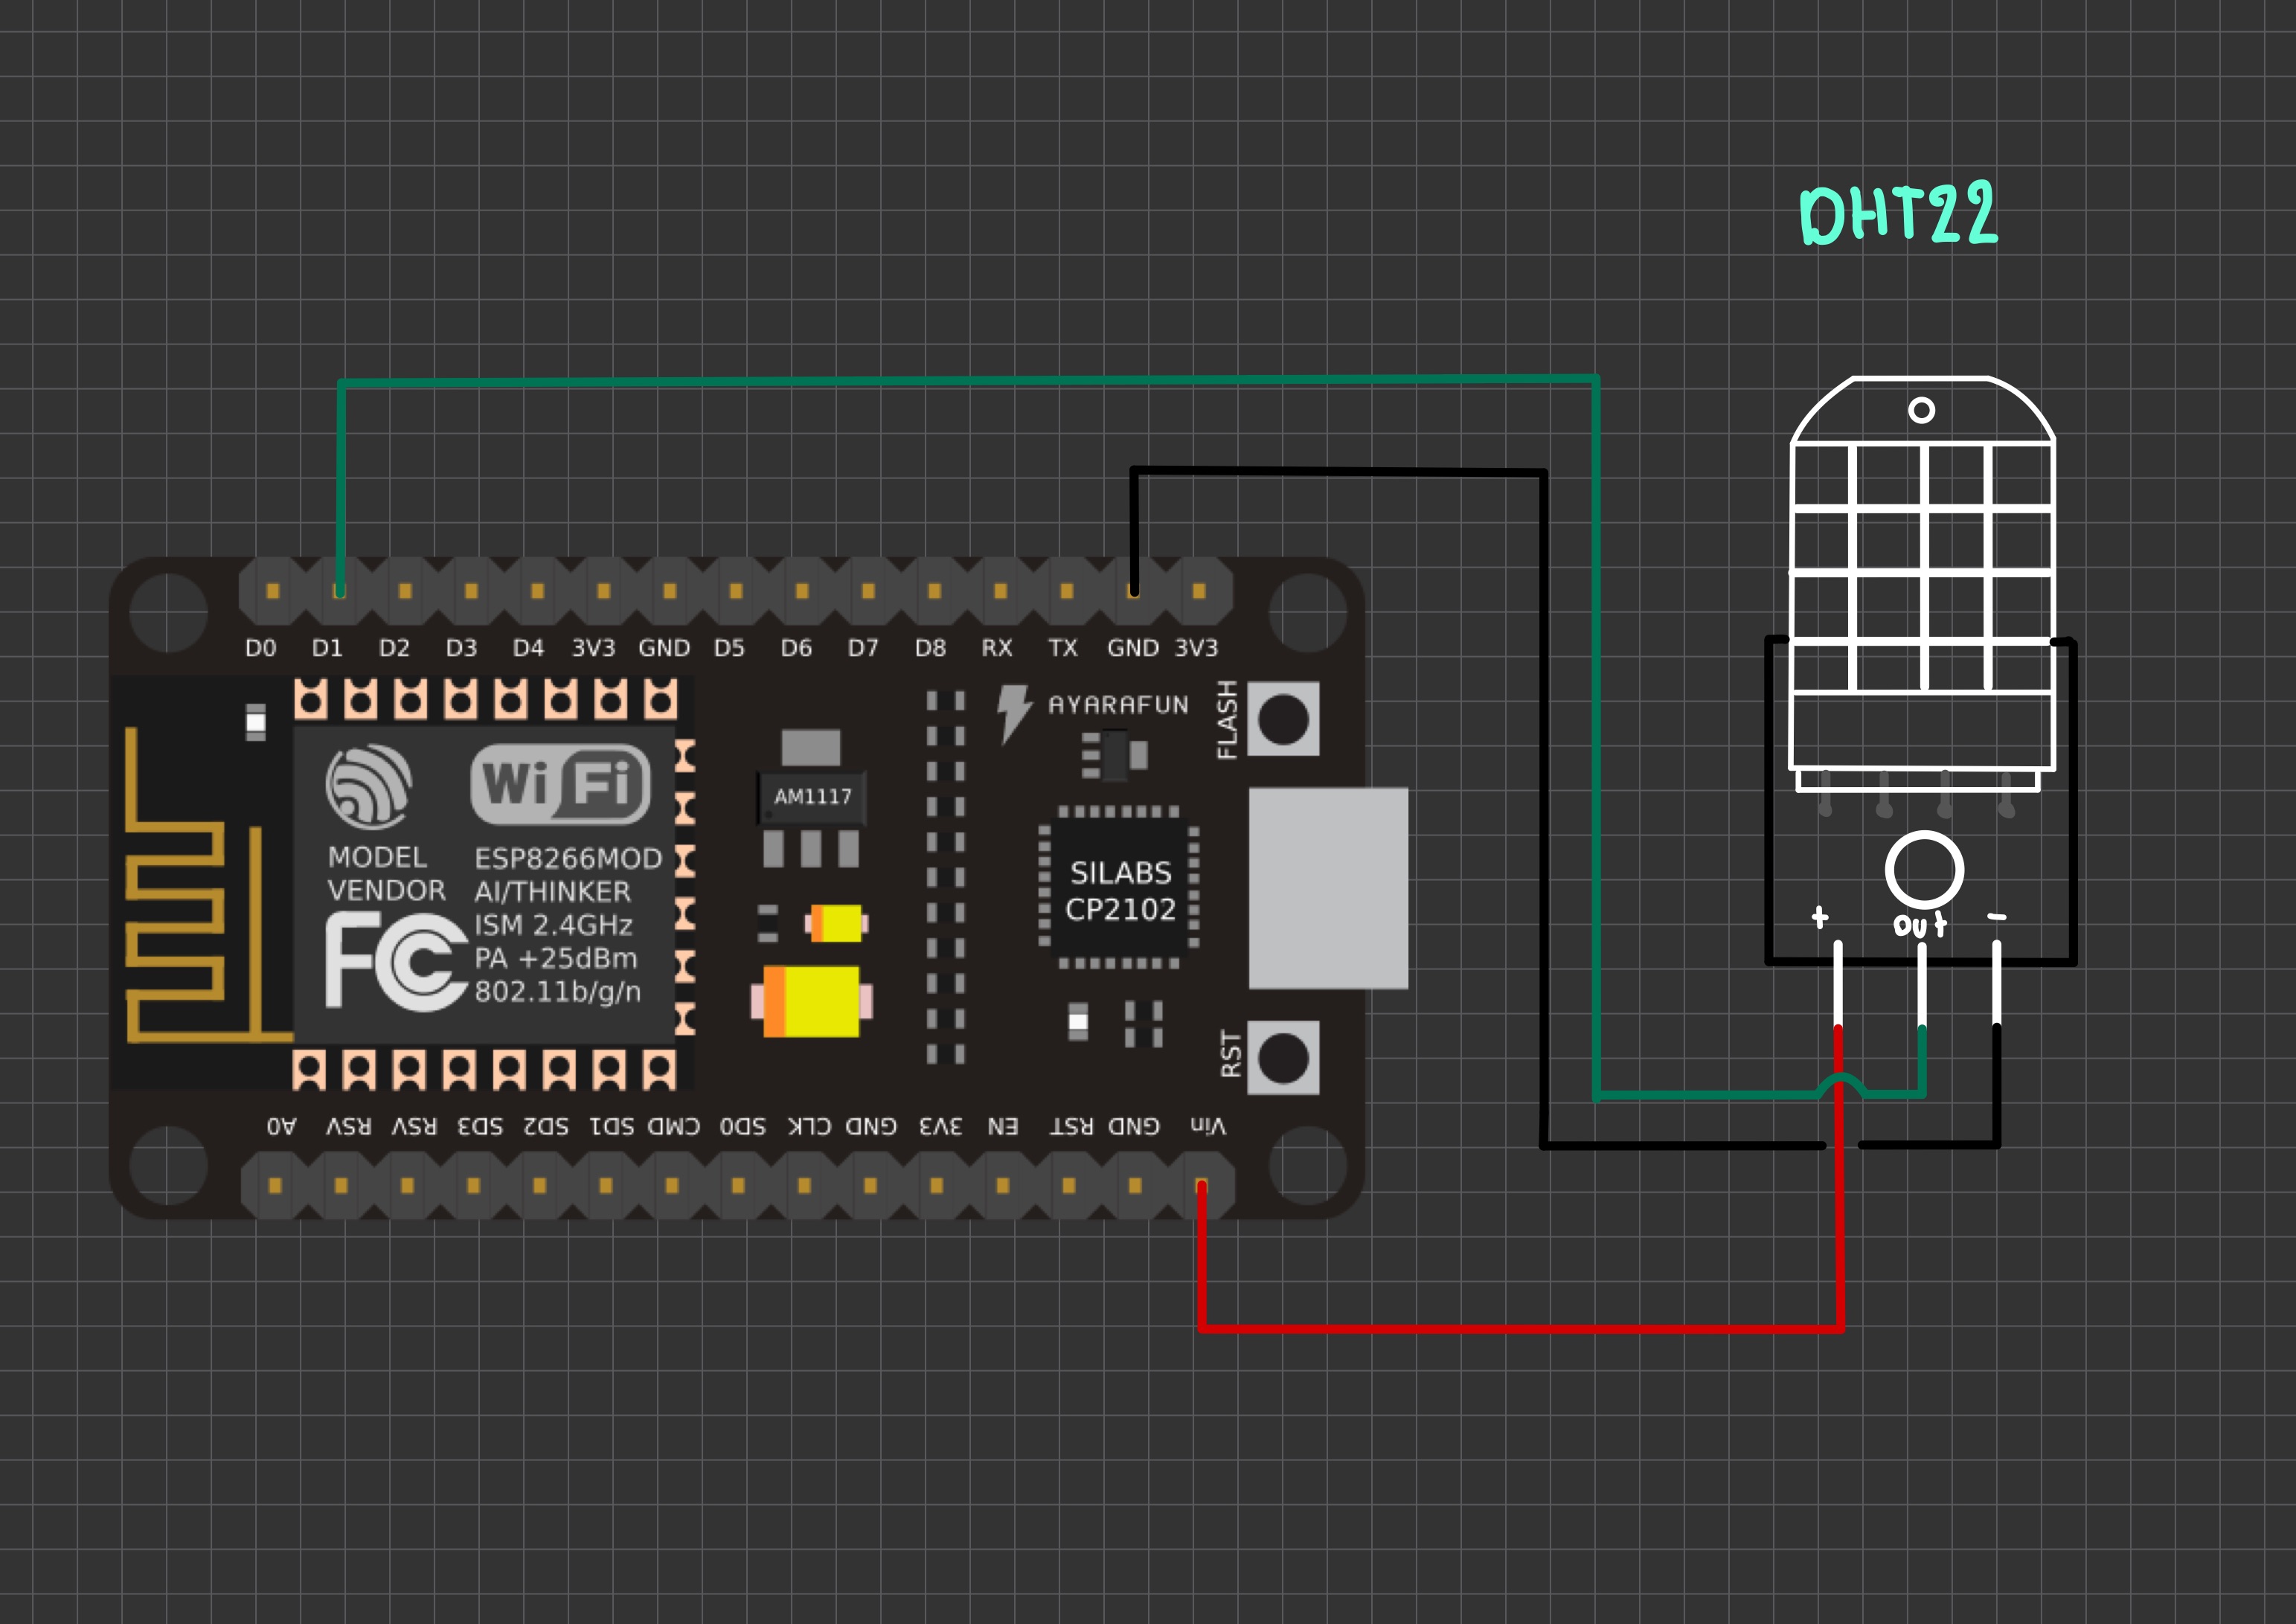 DHT22
D0 D1 D2 D3 D4 3V3 GND D5 D6 D7 D8 RX TX GND 3V3
AYARAFUN
FLASH
WiFi
AM1117
MODEL ESP8266MOD
VENDOR AI/THINKER
ISM 2.4GHz
PA +25dBm
802.11b/g/n
FC
SILABS
CP2102
+ out -
RST
A0 RSV RSV SD3 SD2 SD1 CMD SD0 CLK GND 3V3 EN RST GND Vin